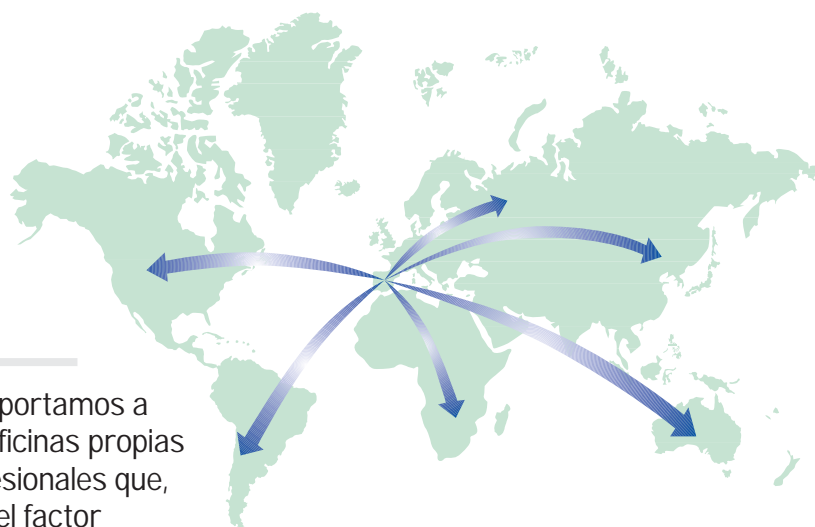 portamos a
ficinas propias
esionales que,
el factor